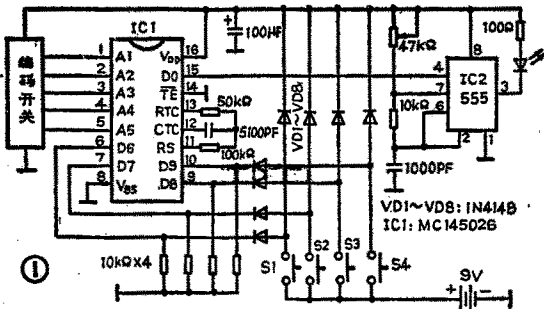 IC1
编码开关
1 A1 VDD 16
2 A2 D0 15
3 A3 TE 14
4 A4 RTC 13
5 A5 CTC 12
6 D6 RS 11
7 D7 D9 10
8 VSS D8 9
100μF
50kΩ
5100PF
100kΩ
VD1~VD8
47kΩ
10kΩ
1000PF
100Ω
IC2
555
4
7
6
8
3
2
1
VD1~VD8: 1N4148
IC1: MC145026
10kΩx4
S1
S2
S3
S4
9V
+
-
①